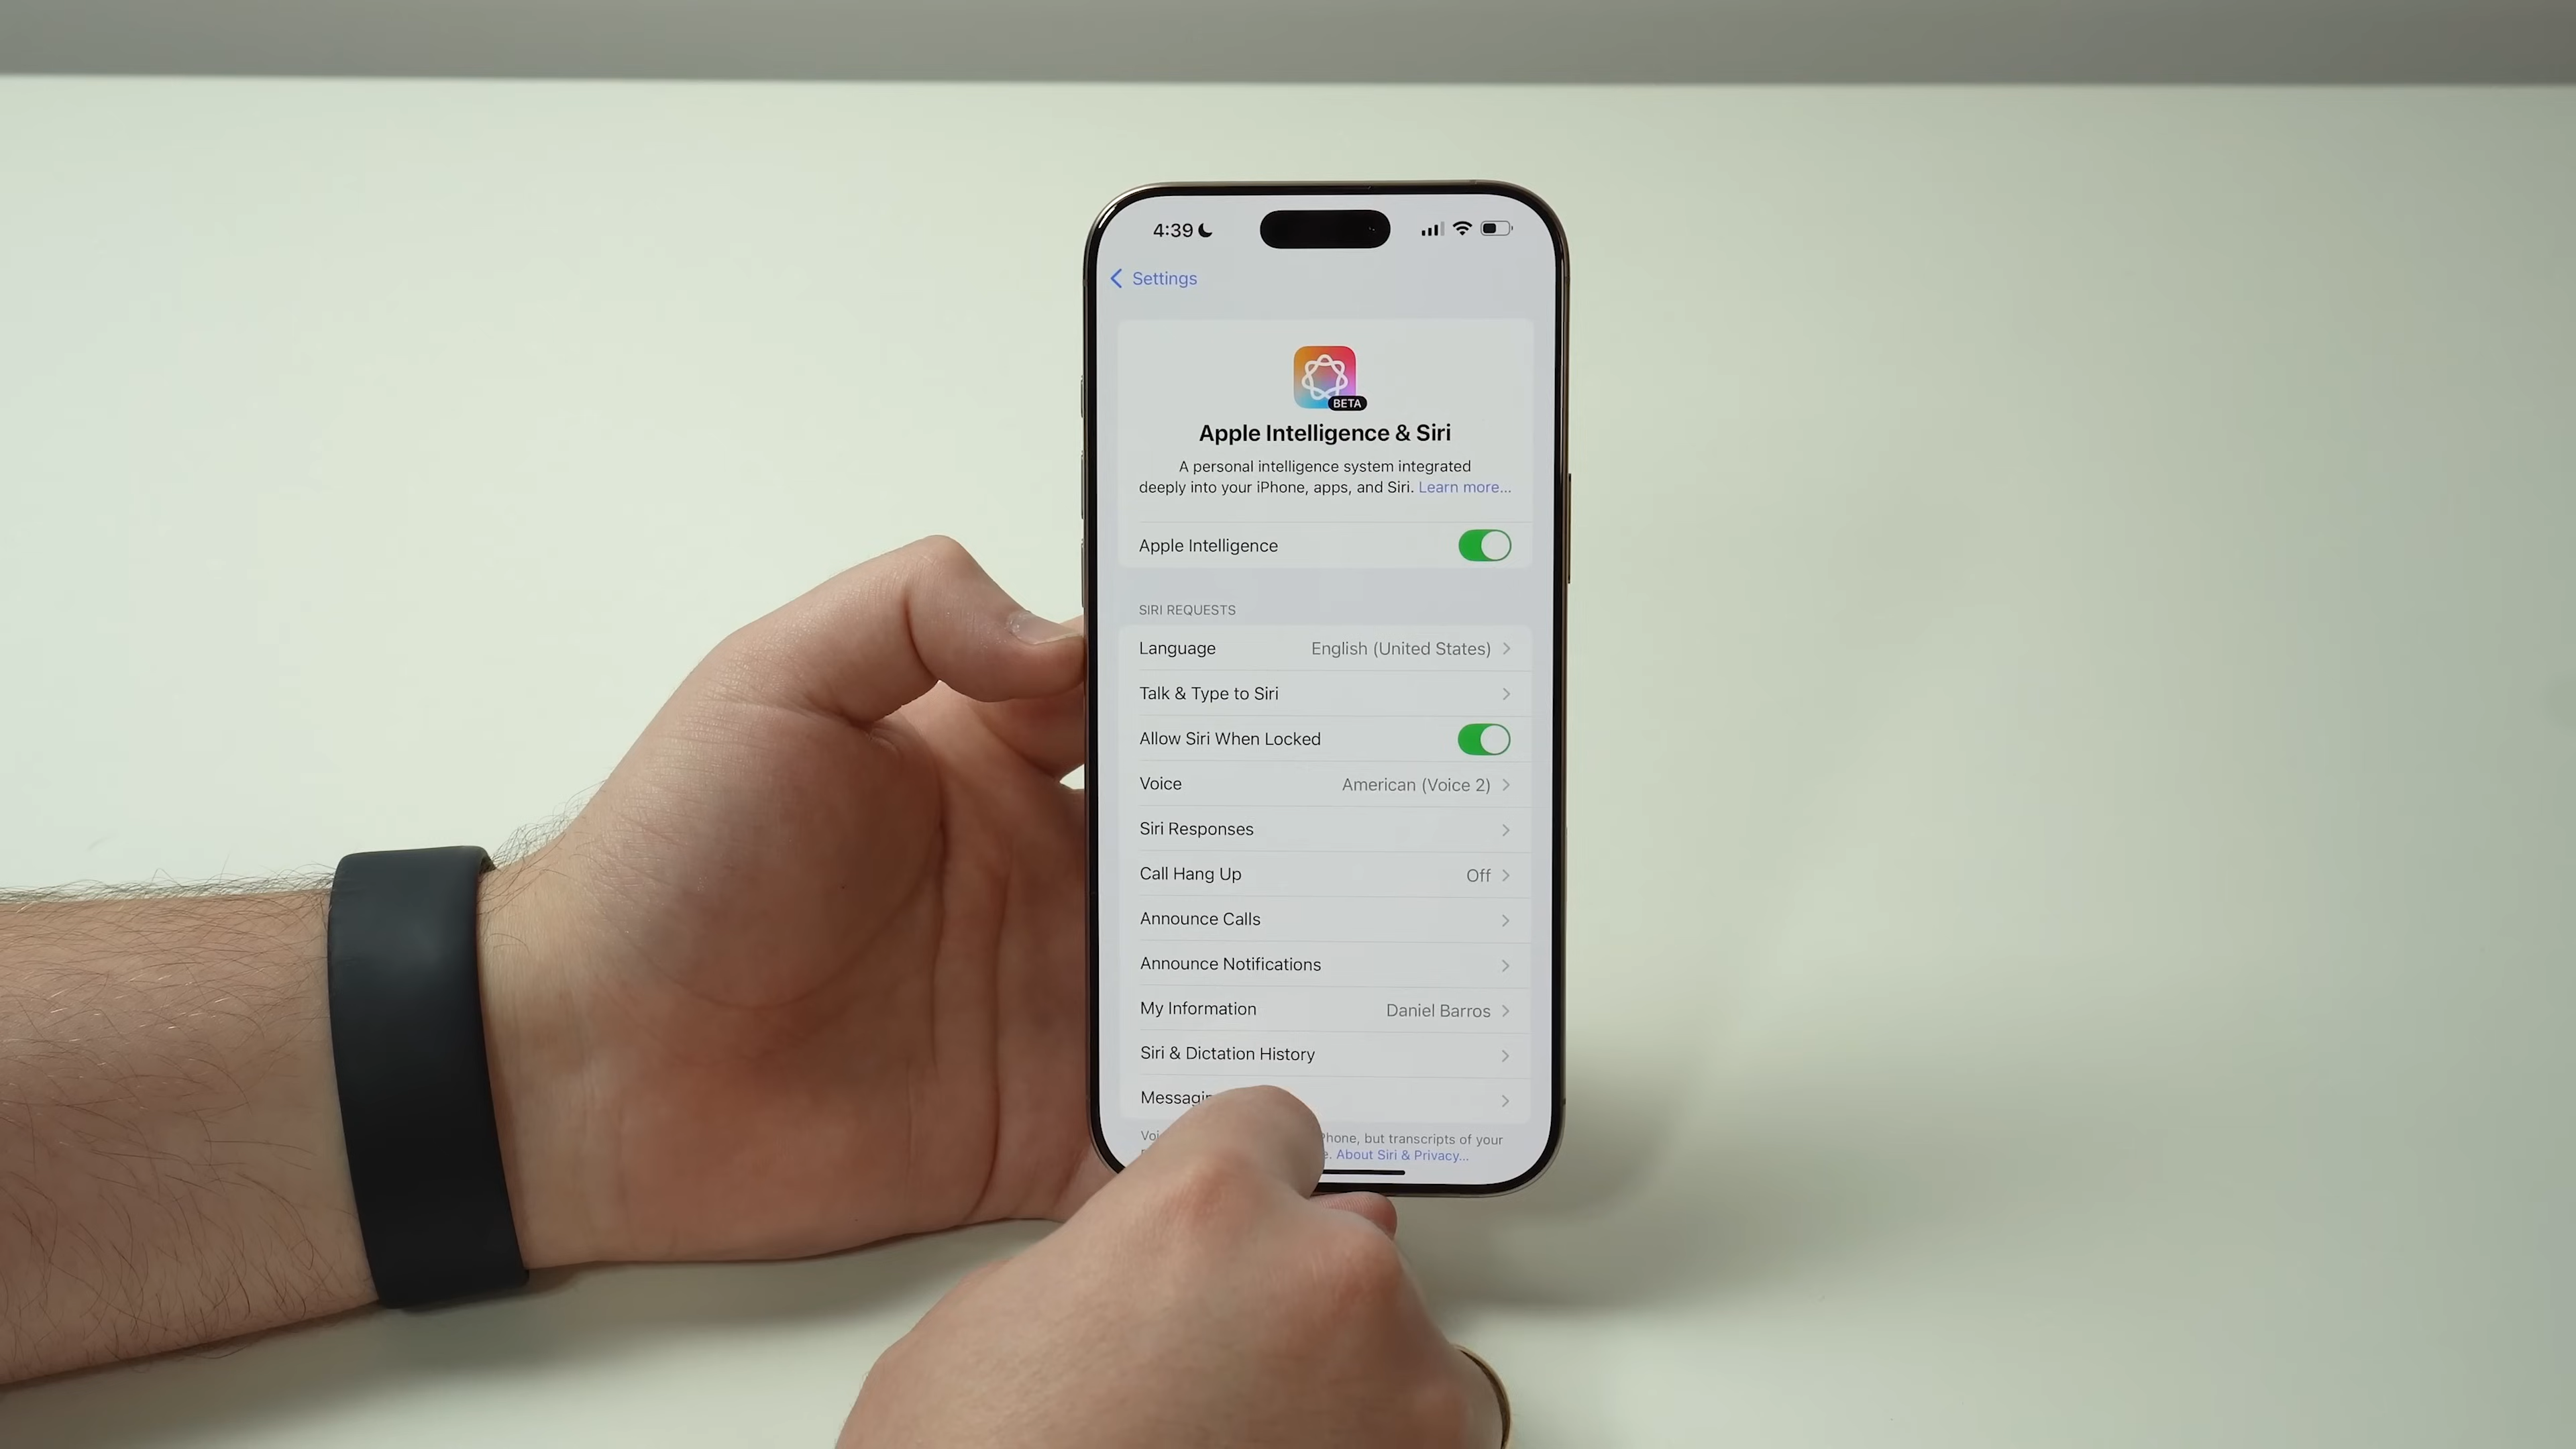 4:39
Settings
BETA
Apple Intelligence & Siri
A personal intelligence system integrated
deeply into your iPhone, apps, and Siri. Learn more...
Apple Intelligence
SIRI REQUESTS
Language English (United States)
Talk & Type to Siri
Allow Siri When Locked
Voice American (Voice 2)
Siri Responses
Call Hang Up Off
Announce Calls
Announce Notifications
My Information Daniel Barros
Siri & Dictation History
but transcripts of your
About Siri & Privacy...